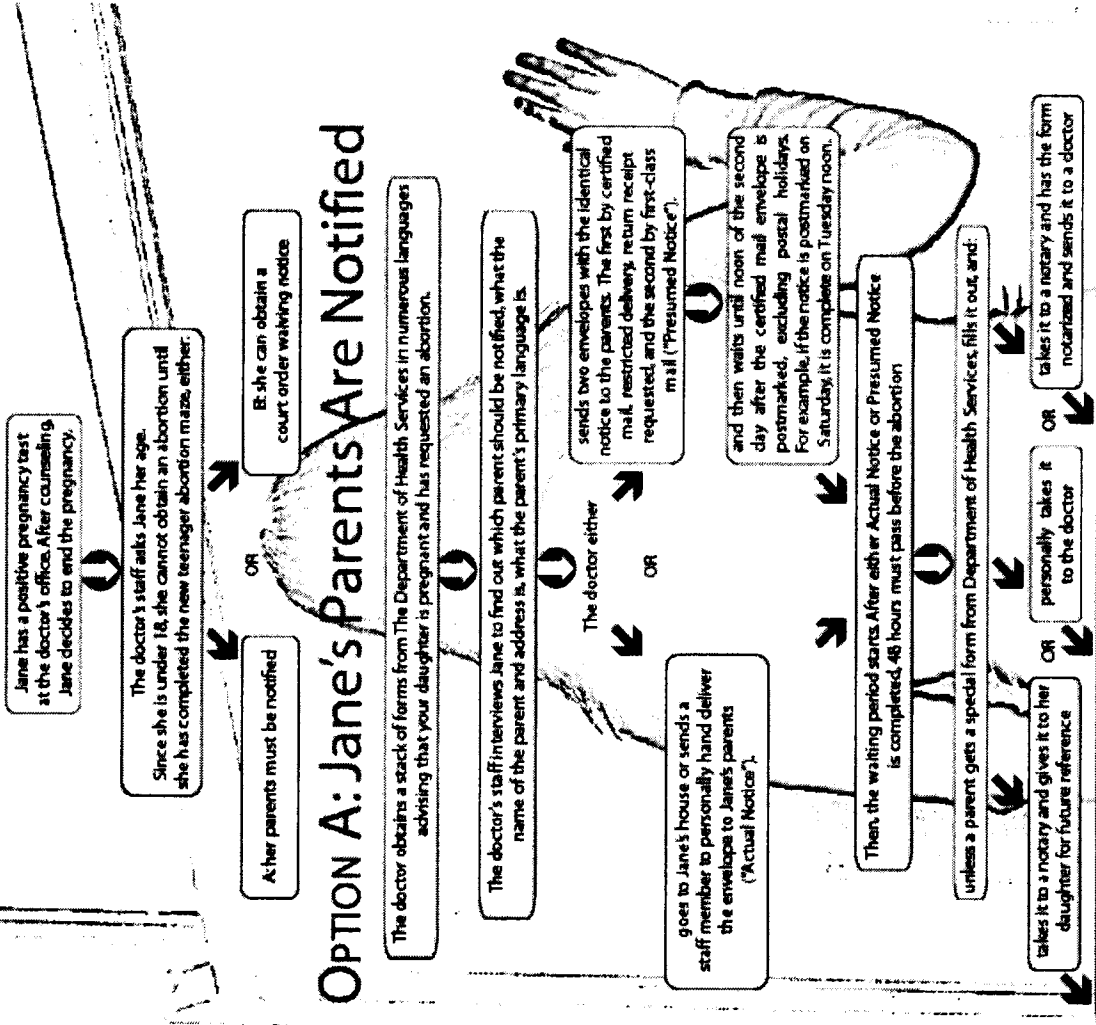 Jane has a positive pregnancy test
at the doctor's office. After counseling,
Jane decides to end the pregnancy.
The doctor's staff asks Jane her age.
Since she is under 18, she cannot obtain an abortion until
she has completed the new teenager abortion maze, either:
A: her parents must be notified
OR
B: she can obtain a
court order waiving notice
OPTION A: Jane's Parents Are Notified
The doctor obtains a stack of forms from The Department of Health Services in numerous languages
advising that your daughter is pregnant and has requested an abortion.
The doctor's staff interviews Jane to find out which parent should be notified, what the
name of the parent and address is, what the parent's primary language is.
The doctor either
OR
goes to Jane's house or sends a
staff member to personally hand deliver
the envelope to Jane's parents
("Actual Notice").
sends two envelopes with the identical
notice to the parents. The first by certified
mail, restricted delivery, return receipt
requested, and the second by first-class
mail ("Presumed Notice").
and then waits until noon of the second
day after the certified mail envelope is
postmarked, excluding postal holidays.
For example, if the notice is postmarked on
Saturday, it is complete on Tuesday noon.
Then, the waiting period starts. After either Actual Notice or Presumed Notice
is completed, 48 hours must pass before the abortion
unless a parent gets a special form from Department of Health Services, fills it out, and:
takes it to a notary and gives it to her
daughter for future reference
OR
personally takes it
to the doctor
OR
takes it to a notary and has the form
notarized and sends it to a doctor